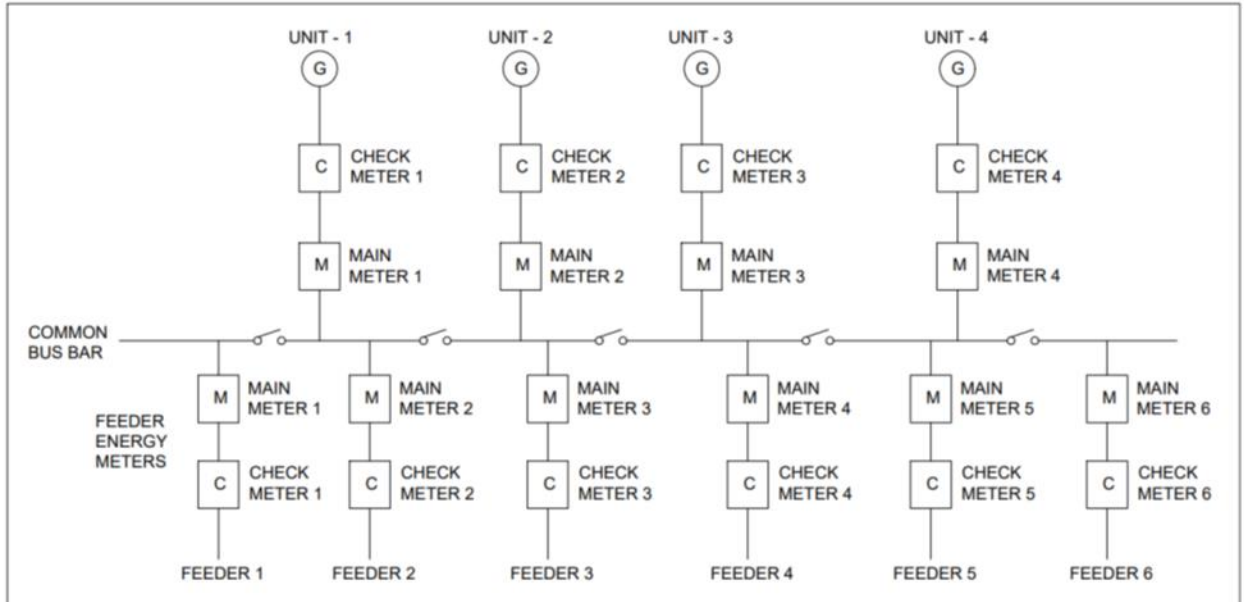 UNIT - 1
UNIT - 2
UNIT - 3
UNIT - 4
G
G
G
G
C
CHECK
METER 1
C
CHECK
METER 2
C
CHECK
METER 3
C
CHECK
METER 4
M
MAIN
METER 1
M
MAIN
METER 2
M
MAIN
METER 3
M
MAIN
METER 4
COMMON
BUS BAR
FEEDER
ENERGY
METERS
M
MAIN
METER 1
M
MAIN
METER 2
M
MAIN
METER 3
M
MAIN
METER 4
M
MAIN
METER 5
M
MAIN
METER 6
C
CHECK
METER 1
C
CHECK
METER 2
C
CHECK
METER 3
C
CHECK
METER 4
C
CHECK
METER 5
C
CHECK
METER 6
FEEDER 1
FEEDER 2
FEEDER 3
FEEDER 4
FEEDER 5
FEEDER 6